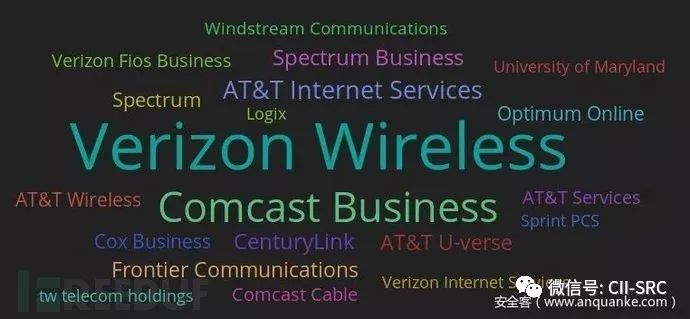 Windstream Communications
Verizon Fios Business
Spectrum Business
University of Maryland
Spectrum
AT&T Internet Services
Logix
Optimum Online
Verizon Wireless
AT&T Wireless
Comcast Business
AT&T Services
Sprint PCS
Cox Business
CenturyLink
AT&T U-verse
Frontier Communications
Verizon Internet Services
微信号: CII-SRC
REEBUF
tw telecom holdings
Comcast Cable
安全客 (www.anquanke.com)